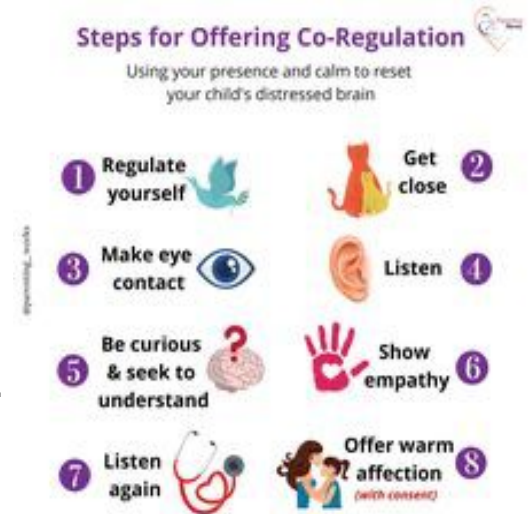 Steps for Offering Co-Regulation
Using your presence and calm to reset
your child's distressed brain
1 Regulate
yourself
Get
close 2
3 Make eye
contact
Listen 4
5 Be curious
& seek to
understand
?
Show
empathy 6
7 Listen
again
Offer warm
affection 8
(with consent)